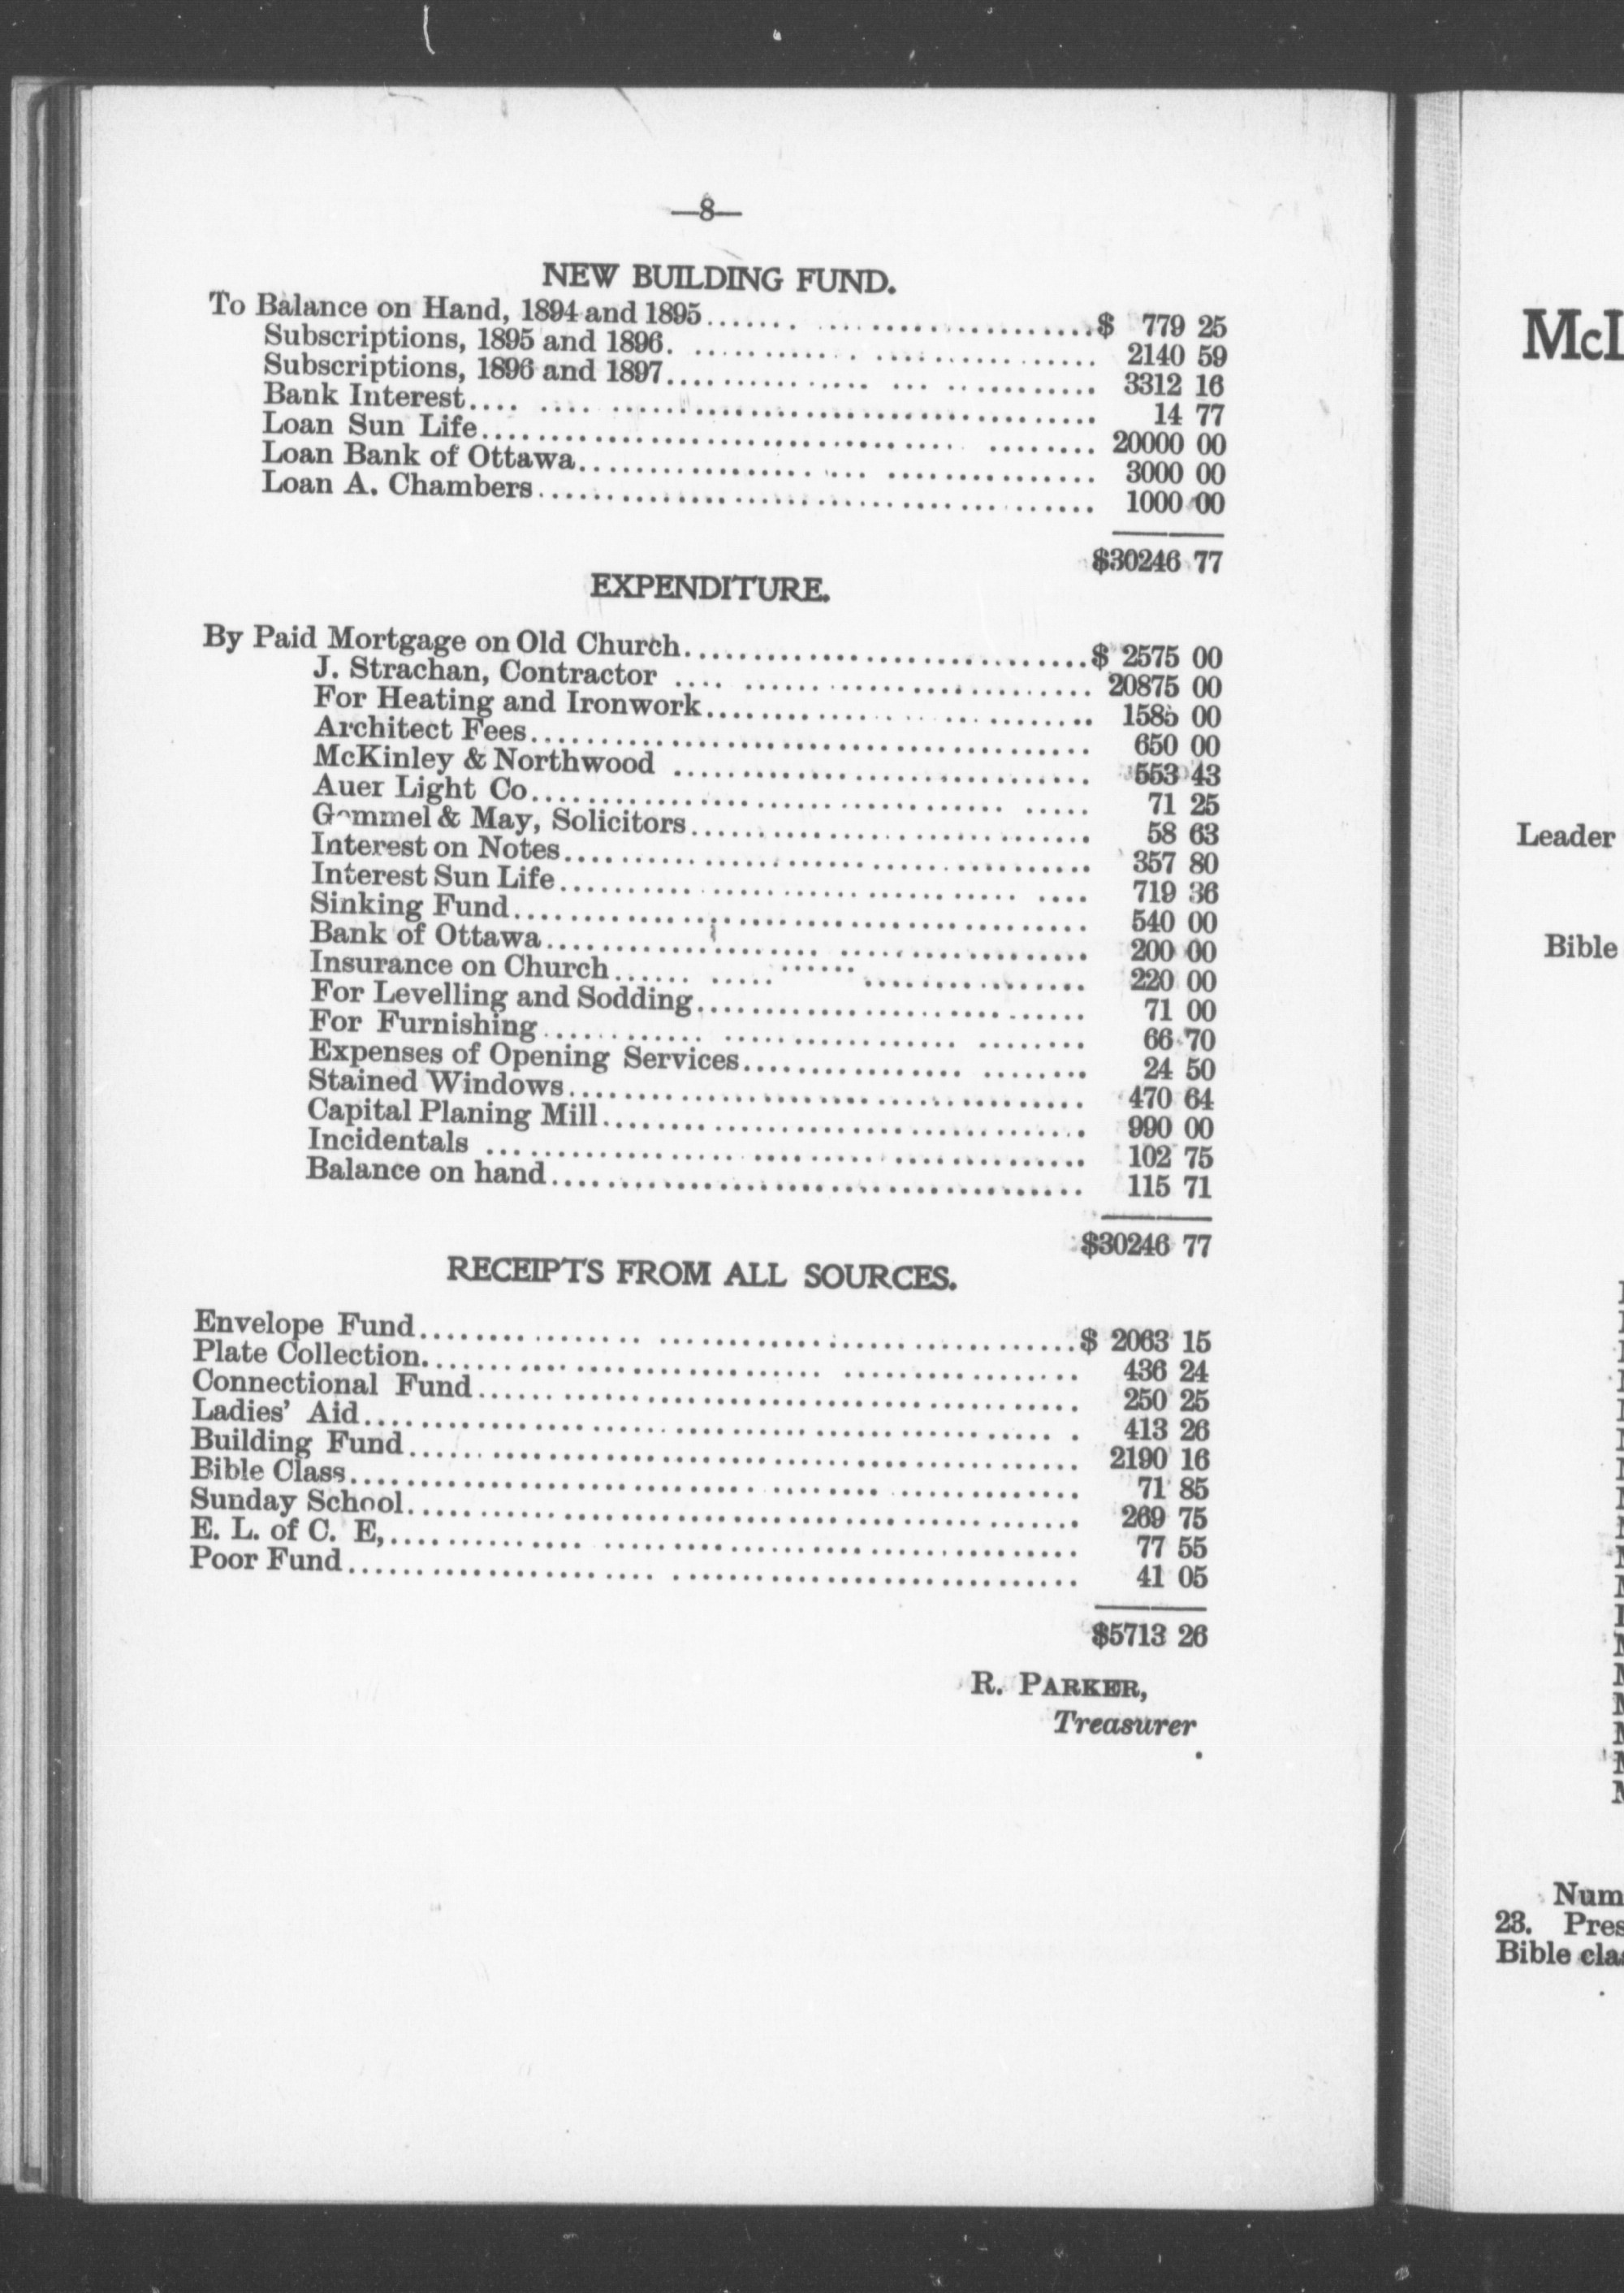 —8—
NEW BUILDING FUND.
To Balance on Hand, 1894 and 1895 $ 779 25
Subscriptions, 1895 and 1896. 2140 59
Subscriptions, 1896 and 1897 3312 16
Bank Interest 14 77
Loan Sun Life 20000 00
Loan Bank of Ottawa 3000 00
Loan A. Chambers 1000 00
$30246 77
EXPENDITURE.
By Paid Mortgage on Old Church $ 2575 00
J. Strachan, Contractor 20875 00
For Heating and Ironwork 1585 00
Architect Fees 650 00
McKinley & Northwood 553 43
Auer Light Co 71 25
& May, Solicitors 58 63
Interest on Notes 357 80
Interest Sun Life 719 36
Sinking Fund 540 00
Bank of Ottawa 200 00
Insurance on Church 220 00
For Levelling and Sodding 71 00
For Furnishing 66 70
Expenses of Opening Services 24 50
Stained Windows 470 64
Capital Planing Mill 990 00
Incidentals 102 75
Balance on hand 115 71
$30246 77
RECEIPTS FROM ALL SOURCES.
Envelope Fund $ 2063 15
Plate Collection. 436 24
Connectional Fund 250 25
Ladies' Aid 413 26
Building Fund 2190 16
Bible Class 71 85
Sunday School 269 75
E. L. of C. E, 77 55
Poor Fund 41 05
$5713 26
R. PARKER,
Treasurer
Leader
Bible
23.
Bible